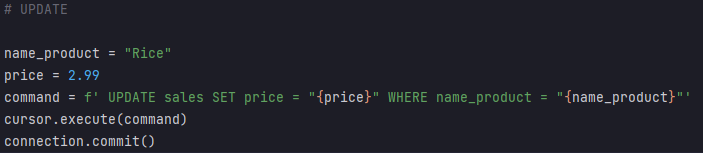 # UPDATE
name_product = "Rice"
price = 2.99
command = f' UPDATE sales SET price = "{price}" WHERE name_product = "{name_product}"'
cursor.execute(command)
connection.commit()